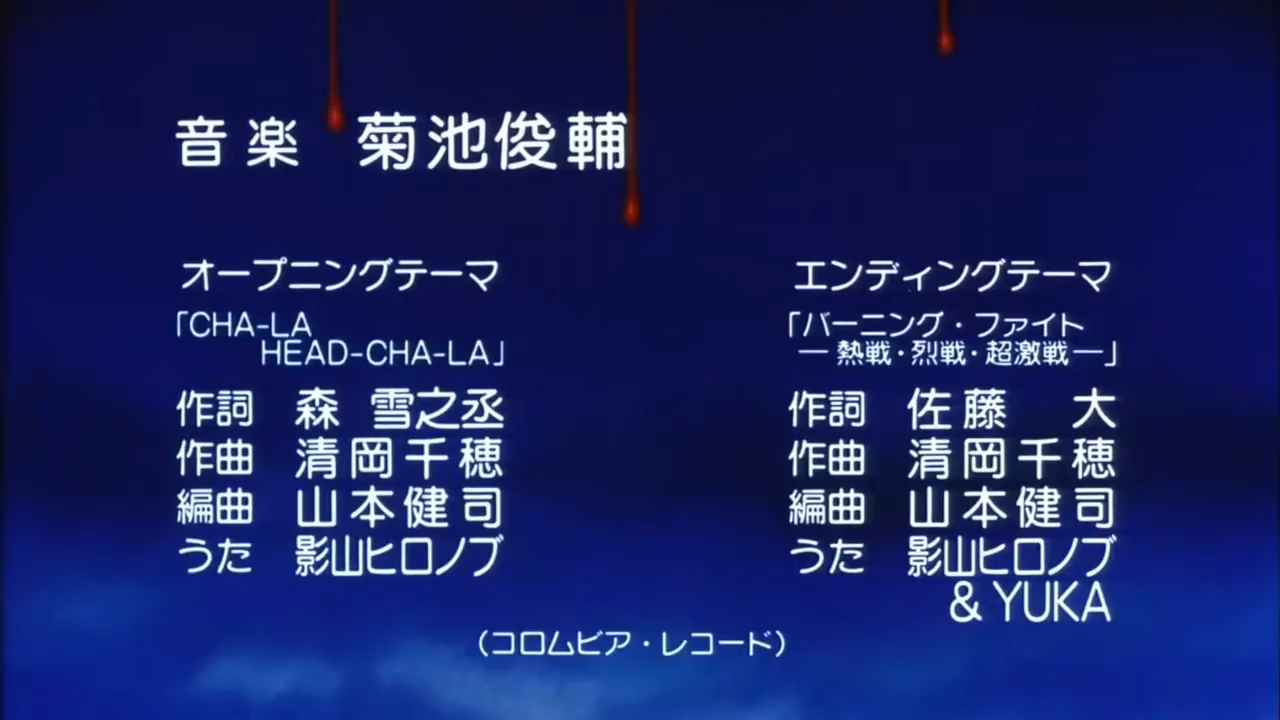 音楽 菊池俊輔
オープニングテーマ
「CHA-LA
HEAD-CHA-LA」
作詞 森 雪之丞
作曲 清岡千穂
編曲 山本健司
うた 影山ヒロノブ
エンディングテーマ
「バーニング・ファイト
―熱戦・烈戦・超激戦―」
作詞 佐藤 大
作曲 清岡千穂
編曲 山本健司
うた 影山ヒロノブ
& YUKA
(コロムビア・レコード)